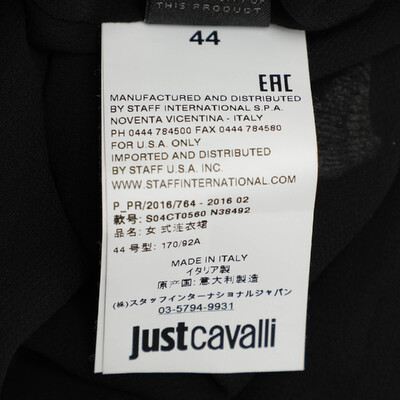 THIS PRODUCT
44
EAC
MANUFACTURED AND DISTRIBUTED
BY STAFF INTERNATIONAL S.P.A.
NOVENTA VICENTINA - ITALY
PH 0444 784500 FAX 0444 784580
FOR U.S.A. ONLY
IMPORTED AND DISTRIBUTED
BY STAFF U.S.A. INC.
WWW.STAFFINTERNATIONAL.COM
P_PR/2016/764 - 2016 02
款号: S04CT0560 N38492
品名: 女式连衣裙
44 号型: 170/92A
MADE IN ITALY
イタリア製
原产国: 意大利製造
(株)スタッフインターナショナルジャパン
03-5794-9931
justcavalli